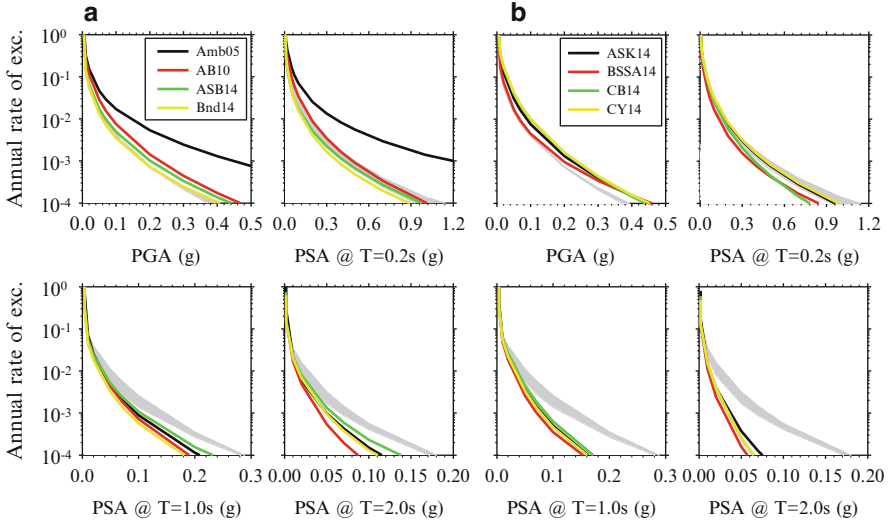 a
b
Annual rate of exc.
10⁰
10⁻¹
10⁻²
10⁻³
10⁻⁴
Amb05
AB10
ASB14
Bnd14
ASK14
BSSA14
CB14
CY14
0.0 0.1 0.2 0.3 0.4 0.5
0.0 0.3 0.6 0.9 1.2
0.0 0.1 0.2 0.3 0.4 0.5
0.0 0.3 0.6 0.9 1.2
PGA (g)
PSA @ T=0.2s (g)
PGA (g)
PSA @ T=0.2s (g)
Annual rate of exc.
10⁰
10⁻¹
10⁻²
10⁻³
10⁻⁴
0.0 0.1 0.2 0.3
0.00 0.05 0.10 0.15 0.20
0.0 0.1 0.2 0.3
0.00 0.05 0.10 0.15 0.20
PSA @ T=1.0s (g)
PSA @ T=2.0s (g)
PSA @ T=1.0s (g)
PSA @ T=2.0s (g)